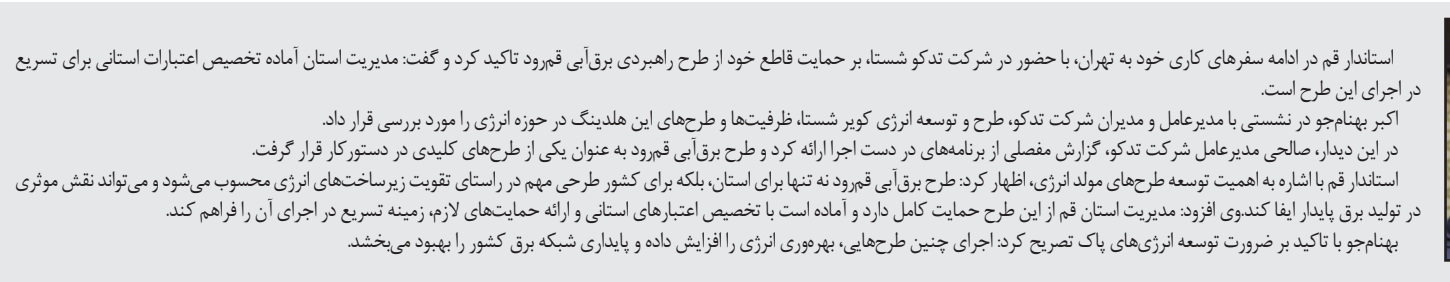 استاندار قم در ادامه سفرهای کاری خود به تهران، با حضور در شرکت تدکو شستا، بر حمایت قاطع خود از طرح راهبردی برق‌آبی قمرود تاکید کرد و گفت: مدیریت استان آماده تخصیص اعتبارات استانی برای تسریع
در اجرای این طرح است.
اکبر بهنام‌جو در نشستی با مدیرعامل و مدیران شرکت تدکو، طرح و توسعه انرژی کویر شستا، ظرفیت‌ها و طرح‌های این هلدینگ در حوزه انرژی را مورد بررسی قرار داد.
در این دیدار، صالحی مدیرعامل شرکت تدکو، گزارش مفصلی از برنامه‌های در دست اجرا ارائه کرد و طرح برق‌آبی قمرود به عنوان یکی از طرح‌های کلیدی در دستورکار قرار گرفت.
استاندار قم با اشاره به اهمیت توسعه طرح‌های مولد انرژی، اظهار کرد: طرح برق‌آبی قمرود نه تنها برای استان، بلکه برای کشور طرحی مهم در راستای تقویت زیرساخت‌های انرژی محسوب می‌شود و می‌تواند نقش موثری
در تولید برق پایدار ایفا کند.وی افزود: مدیریت استان قم از این طرح حمایت کامل دارد و آماده است با تخصیص اعتبارهای استانی و ارائه حمایت‌های لازم، زمینه تسریع در اجرای آن را فراهم کند.
بهنام‌جو با تاکید بر ضرورت توسعه انرژی‌های پاک تصریح کرد: اجرای چنین طرح‌هایی، بهره‌وری انرژی را افزایش داده و پایداری شبکه برق کشور را بهبود می‌بخشد.